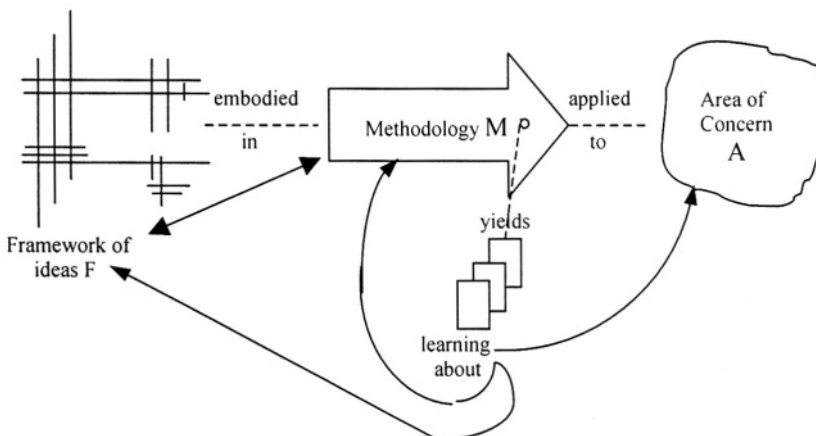 embodied
in
Methodology M
applied
to
Area of
Concern
A
Framework of
ideas F
yields
learning
about